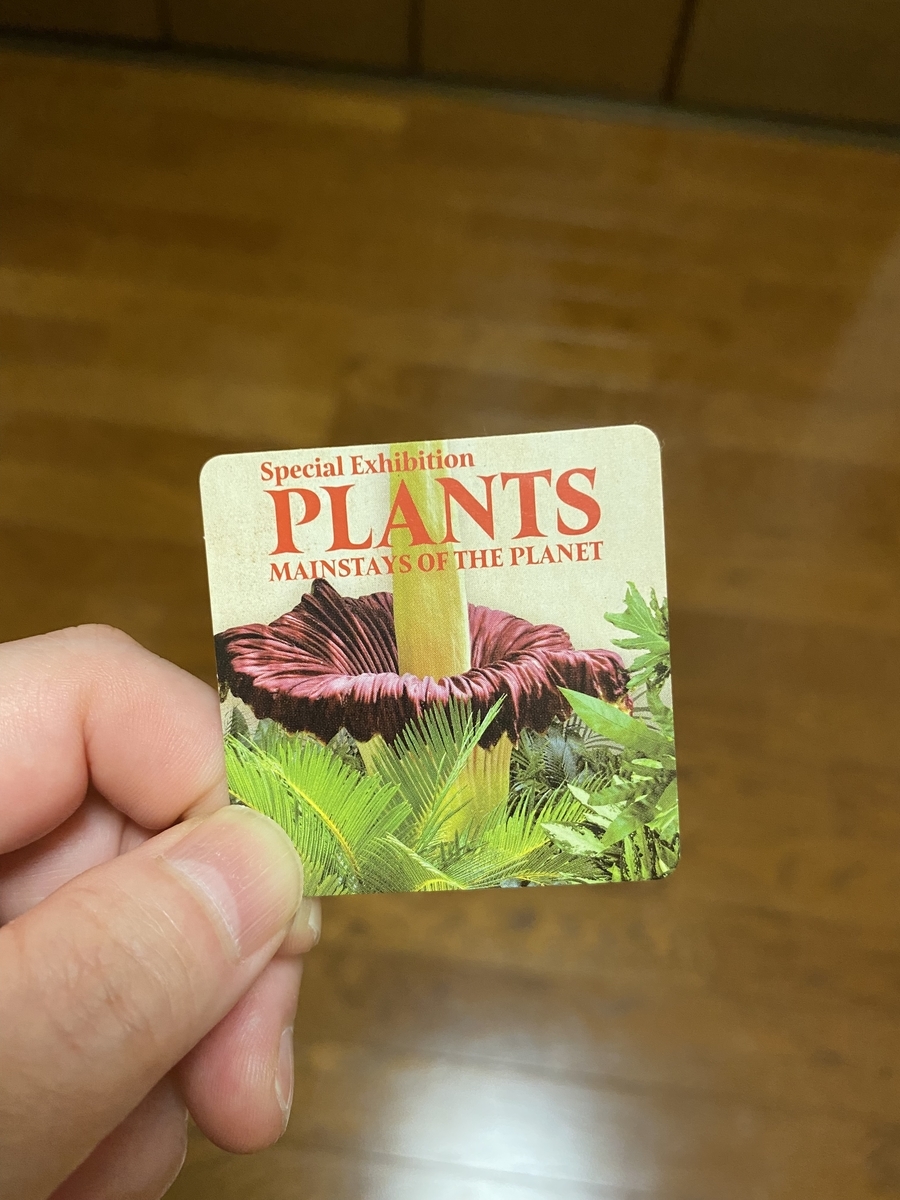 Special Exhibition
PLANTS
MAINSTAYS OF THE PLANET